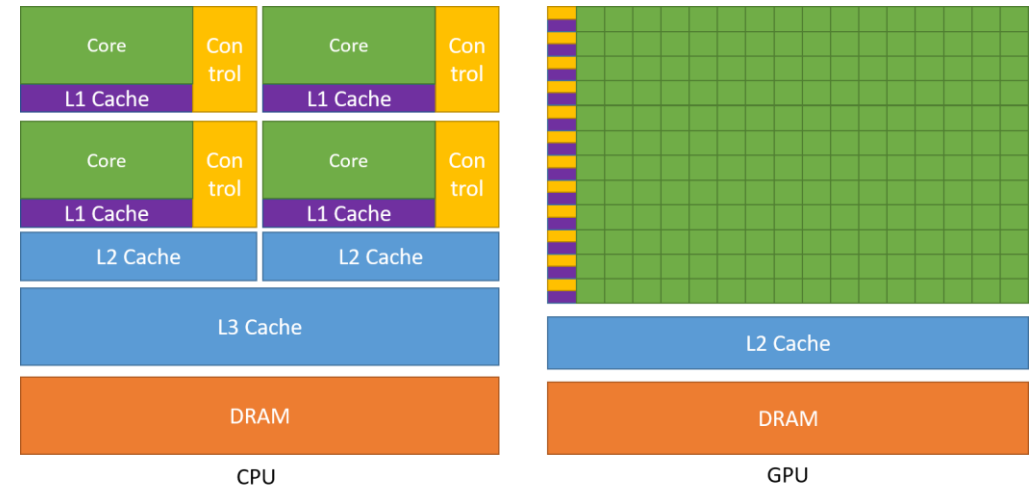 Core
Con
trol
L1 Cache
Core
Con
trol
L1 Cache
Core
Con
trol
L1 Cache
Core
Con
trol
L1 Cache
L2 Cache
L2 Cache
L3 Cache
DRAM
CPU
L2 Cache
DRAM
GPU